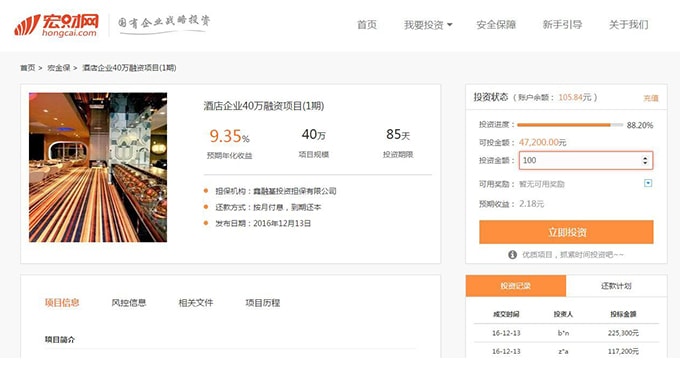 宏财网
hongcai.com
国有企业战略投资
首页 我要投资 安全保障 新手引导 关于我们
首页 > 宏金保 > 酒店企业40万融资项目(1期)
酒店企业40万融资项目(1期)
9.35% 40万 85天
预期年化收益 项目规模 投资期限
担保机构：鑫融基投资担保有限公司
还款方式：按月付息，到期还本
发布日期：2016年12月13日
投资状态（账户余额：105.84元） 充值
投资进度： 88.20%
可投金额：47,200.00元
投资金额：100
可用奖励：暂无可用奖励
预期收益：2.18元
立即投资
优质项目，抓紧时间投资吧~~
项目信息 风控信息 相关文件 项目历程
项目简介
投资记录 还款计划
成交时间 投资人 投标金额
16-12-13 b*n 225,300元
16-12-13 z*a 117,200元